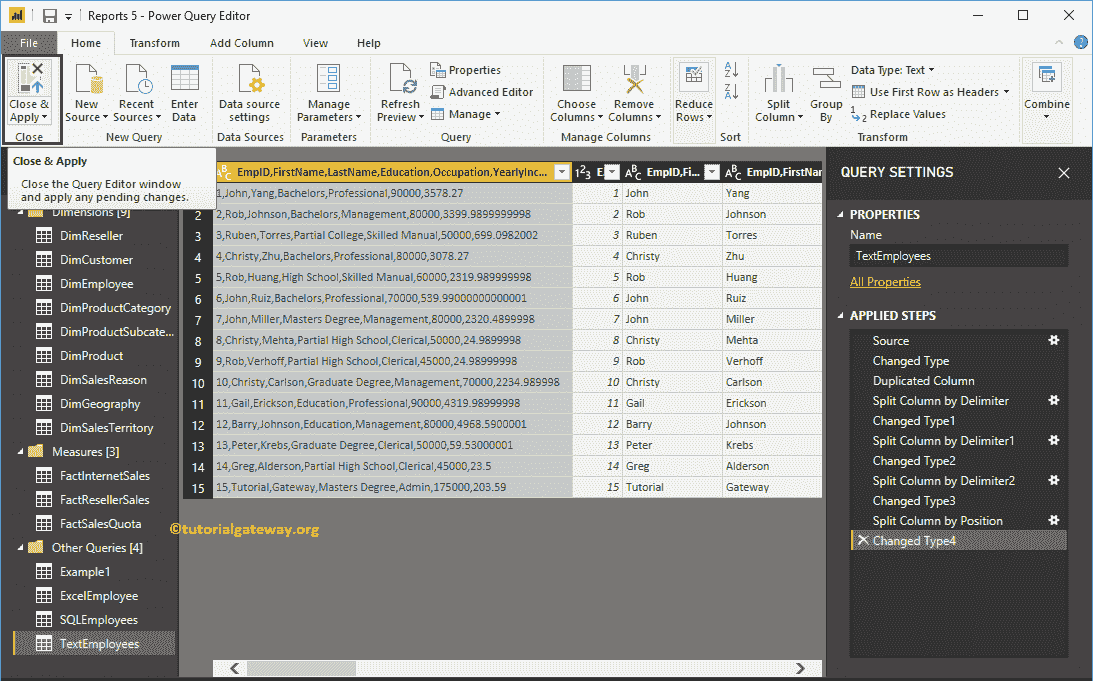 Reports 5 - Power Query Editor
File Home Transform Add Column View Help
Close & Apply
New Source
Recent Sources
Enter Data
Data source settings
Manage Parameters
Refresh Preview
Properties
Advanced Editor
Manage
Choose Columns
Remove Columns
Reduce Rows
Split Column
Group By
Data Type: Text
Use First Row as Headers
Replace Values
Combine
Close New Query Data Sources Parameters Query Manage Columns Sort Transform
Close & Apply
Close the Query Editor window
and apply any pending changes.
Dimensions [9]
DimReseller
DimCustomer
DimEmployee
DimProductCategory
DimProductSubcate...
DimProduct
DimSalesReason
DimGeography
DimSalesTerritory
Measures [3]
FactInternetSales
FactResellerSales
FactSalesQuota
Other Queries [4]
Example1
ExcelEmployee
SQLEmployees
TextEmployees
ABC EmpID,FirstName,LastName,Education,Occupation,YearlyInc... 123 E ABC EmpID,Fi... ABC EmpID,FirstNam
1,John,Yang,Bachelors,Professional,90000,3578.27 1 John Yang
2 2,Rob,Johnson,Bachelors,Management,80000,3399.9899999998 2 Rob Johnson
3 3,Ruben,Torres,Partial College,Skilled Manual,50000,699.0982002 3 Ruben Torres
4 4,Christy,Zhu,Bachelors,Professional,80000,3078.27 4 Christy Zhu
5 5,Rob,Huang,High School,Skilled Manual,60000,2319.989999998 5 Rob Huang
6 6,John,Ruiz,Bachelors,Professional,70000,539.99000000000001 6 John Ruiz
7 7,John,Miller,Masters Degree,Management,80000,2320.4899998 7 John Miller
8 8,Christy,Mehta,Partial High School,Clerical,50000,24.9899998 8 Christy Mehta
9 9,Rob,Verhoff,Partial High School,Clerical,45000,24.98999998 9 Rob Verhoff
10 10,Christy,Carlson,Graduate Degree,Management,70000,2234.989998 10 Christy Carlson
11 11,Gail,Erickson,Education,Professional,90000,4319.98999998 11 Gail Erickson
12 12,Barry,Johnson,Education,Management,80000,4968.5900001 12 Barry Johnson
13 13,Peter,Krebs,Graduate Degree,Clerical,50000,59.53000001 13 Peter Krebs
14 14,Greg,Alderson,Partial High School,Clerical,45000,23.5 14 Greg Alderson
15 15,Tutorial,Gateway,Masters Degree,Admin,175000,203.59 15 Tutorial Gateway
©tutorialgateway.org
QUERY SETTINGS
PROPERTIES
Name
TextEmployees
All Properties
APPLIED STEPS
Source
Changed Type
Duplicated Column
Split Column by Delimiter
Changed Type1
Split Column by Delimiter1
Changed Type2
Split Column by Delimiter2
Changed Type3
Split Column by Position
Changed Type4